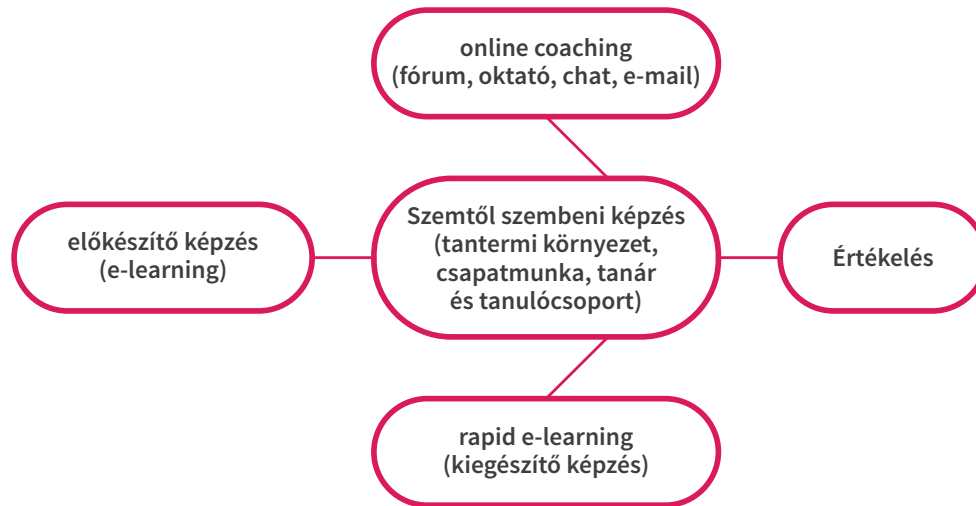 online coaching
(fórum, oktató, chat, e-mail)
előkészítő képzés
(e-learning)
Szemtől szembeni képzés
(tantermi környezet,
csapatmunka, tanár
és tanulócsoport)
Értékelés
rapid e-learning
(kiegészítő képzés)